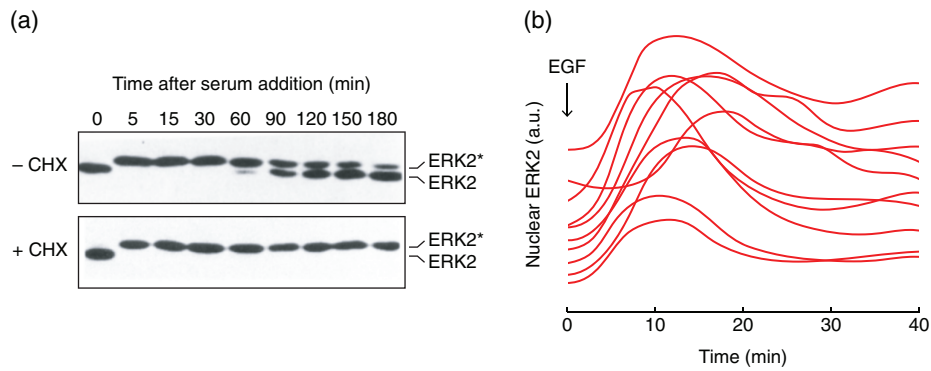 (a)
Time after serum addition (min)
0 5 15 30 60 90 120 150 180
– CHX
ERK2*
ERK2
+ CHX
ERK2*
ERK2
(b)
EGF
Nuclear ERK2 (a.u.)
0 10 20 30 40
Time (min)